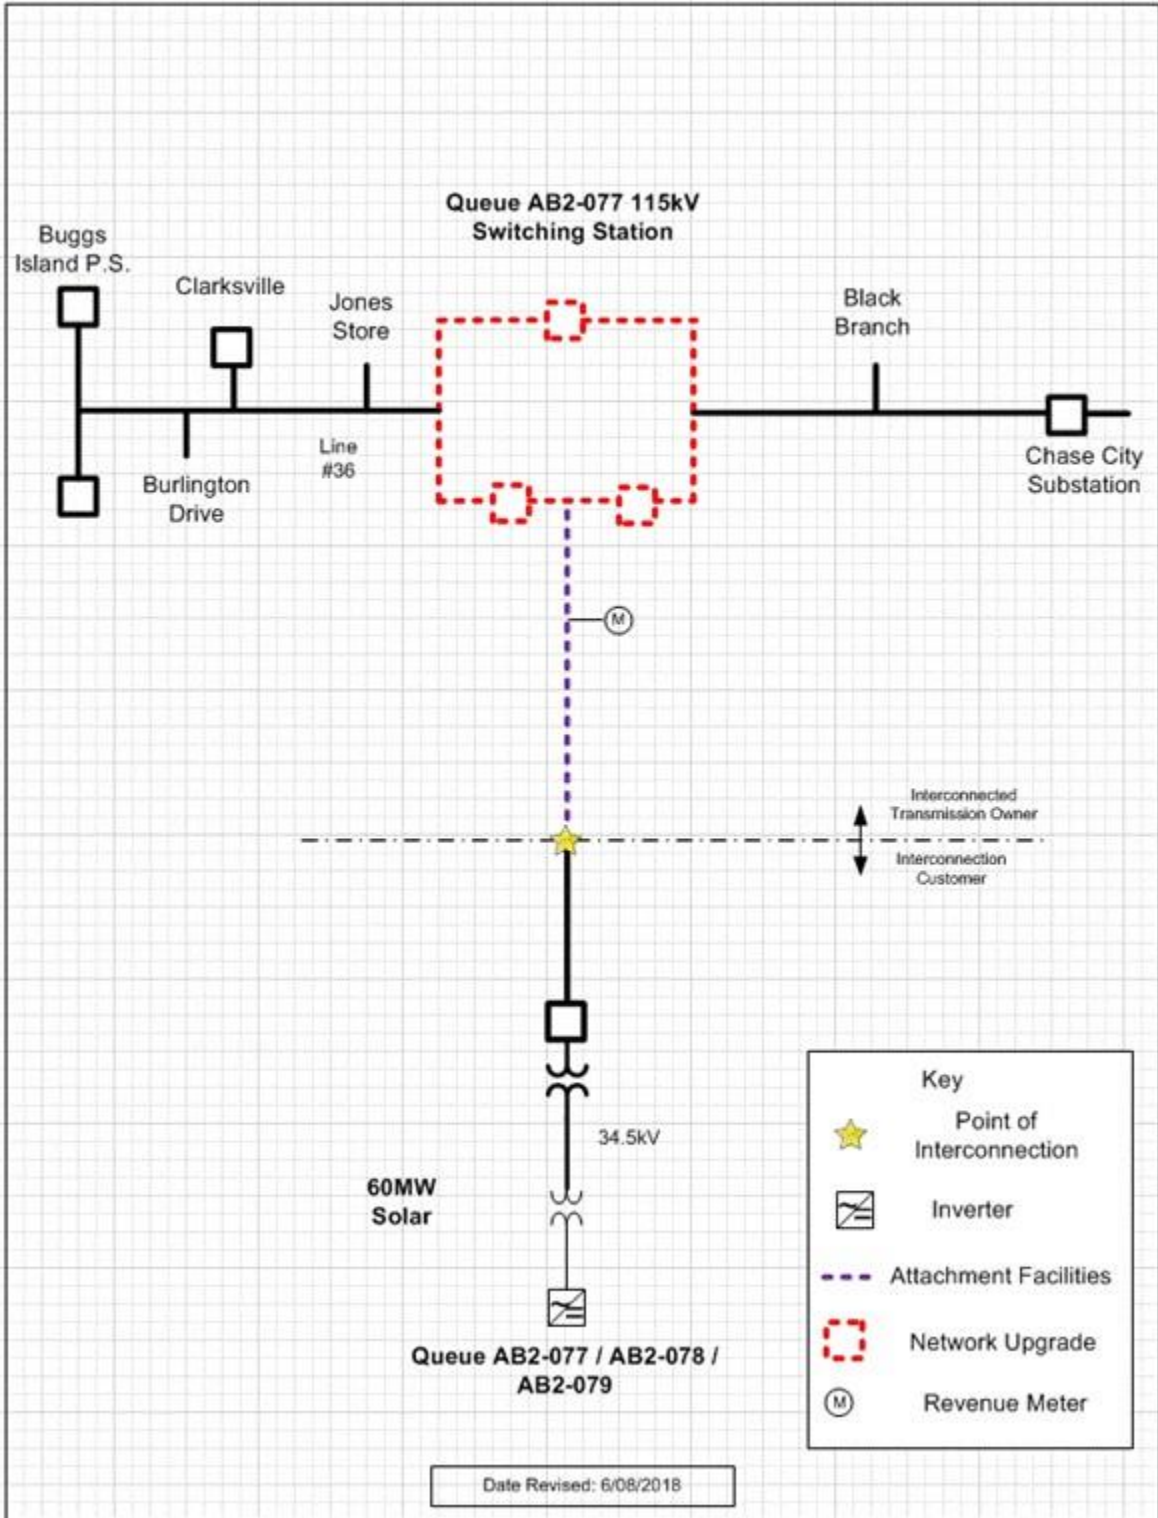 Queue AB2-077 115kV
Switching Station
Buggs
Island P.S.
Clarksville
Jones
Store
Black
Branch
Line
#36
Burlington
Drive
Chase City
Substation
M
Interconnected
Transmission Owner
Interconnection
Customer
34.5kV
60MW
Solar
Queue AB2-077 / AB2-078 /
AB2-079
Key
Point of
Interconnection
Inverter
Attachment Facilities
Network Upgrade
M
Revenue Meter
Date Revised: 6/08/2018